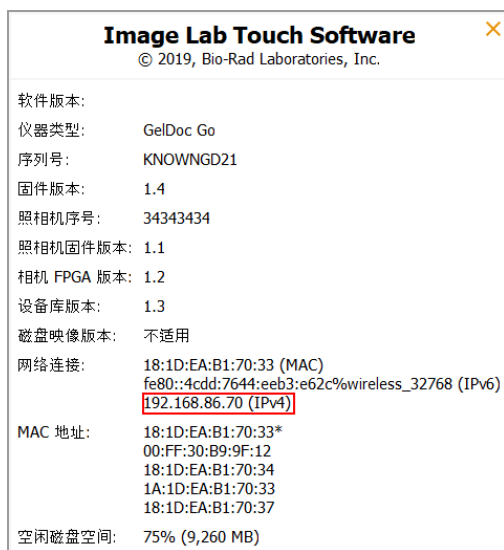 Image Lab Touch Software
© 2019, Bio-Rad Laboratories, Inc.
软件版本:
仪器类型: GelDoc Go
序列号: KNOWNGD21
固件版本: 1.4
照相机序号: 34343434
照相机固件版本: 1.1
相机 FPGA 版本: 1.2
设备库版本: 1.3
磁盘映像版本: 不适用
网络连接: 18:1D:EA:B1:70:33 (MAC)
fe80::4cdd:7644:eeb3:e62c%wireless_32768 (IPv6)
192.168.86.70 (IPv4)
MAC 地址: 18:1D:EA:B1:70:33*
00:FF:30:B9:9F:12
18:1D:EA:B1:70:34
1A:1D:EA:B1:70:33
18:1D:EA:B1:70:37
空闲磁盘空间: 75% (9,260 MB)